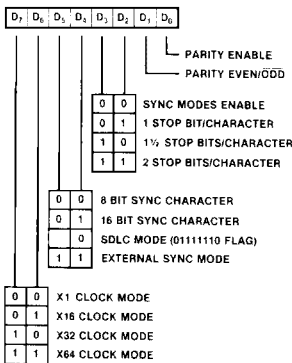 D7 D6 D5 D4 D3 D2 D1 D0
PARITY ENABLE
PARITY EVEN/O̅D̅D̅
0 0 SYNC MODES ENABLE
0 1 1 STOP BIT/CHARACTER
1 0 1½ STOP BITS/CHARACTER
1 1 2 STOP BITS/CHARACTER
0 0 8 BIT SYNC CHARACTER
0 1 16 BIT SYNC CHARACTER
0 SDLC MODE (01111110 FLAG)
1 1 EXTERNAL SYNC MODE
0 0 X1 CLOCK MODE
0 1 X16 CLOCK MODE
1 0 X32 CLOCK MODE
1 1 X64 CLOCK MODE